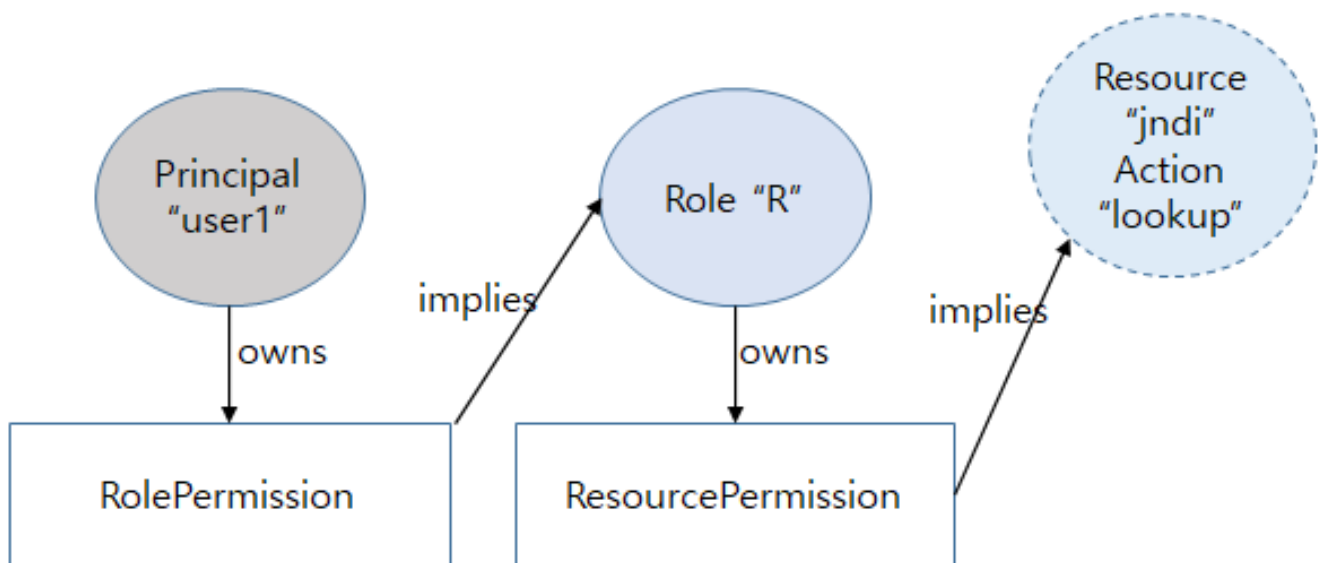 Principal
“user1”
owns
RolePermission
implies
Role “R”
owns
ResourcePermission
implies
Resource
“jndi”
Action
“lookup”